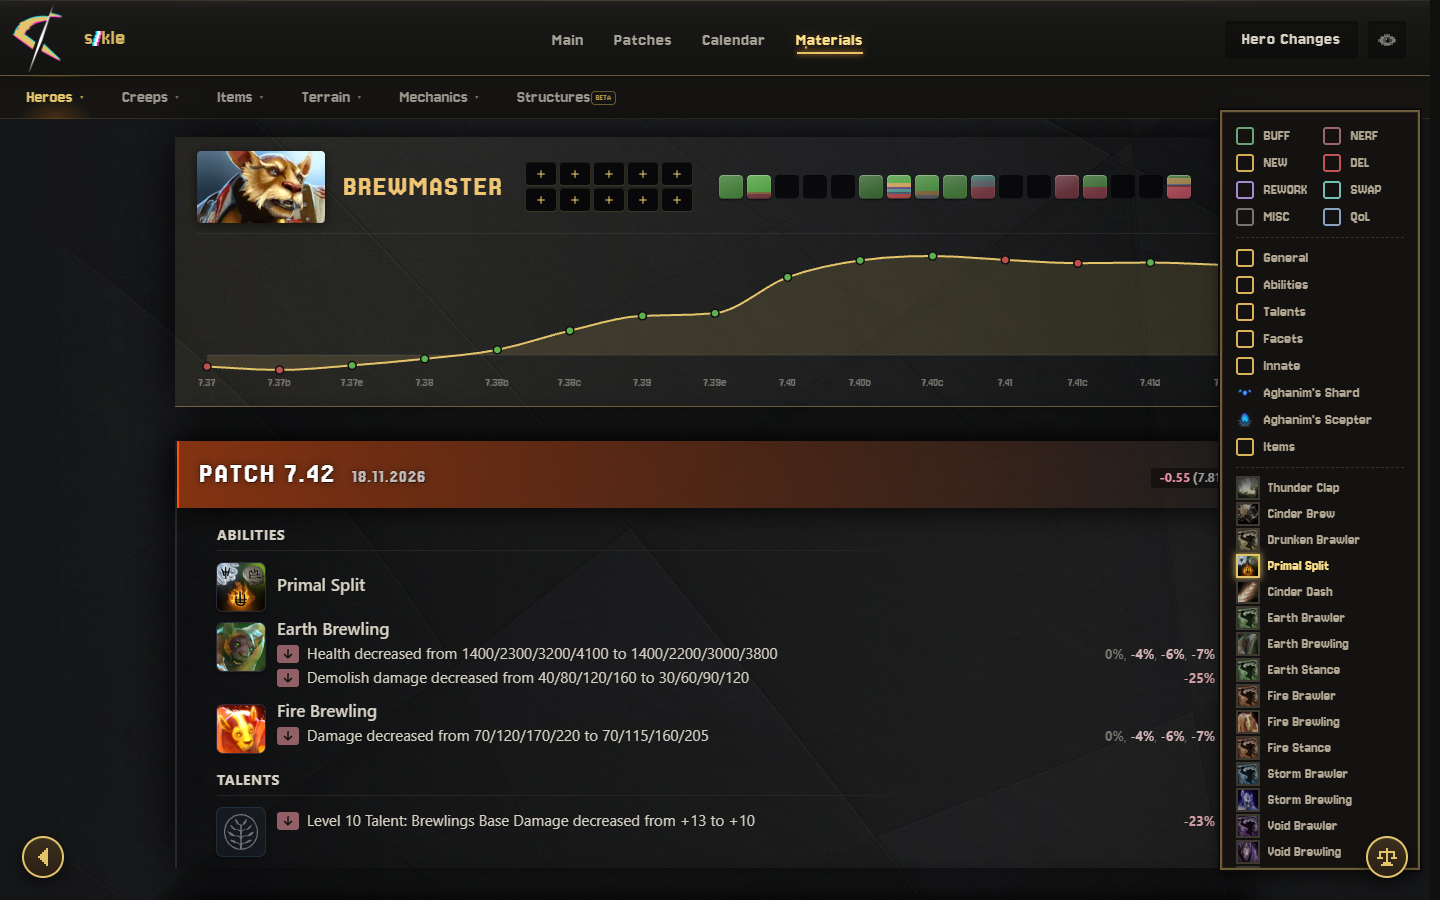 sikle
Main
Patches
Calendar
Materials
Hero Changes
Heroes
Creeps
Items
Terrain
Mechanics
Structures BETA
BREWMASTER
+ + + + +
+ + + + +
7.37 7.37b 7.37e 7.38 7.38b 7.38c 7.39 7.39e 7.40 7.40b 7.40c 7.41 7.41c 7.41d
PATCH 7.42 18.11.2026
-0.55 (7.81
ABILITIES
Primal Split
Earth Brewling
Health decreased from 1400/2300/3200/4100 to 1400/2200/3000/3800
0%, -4%, -6%, -7%
Demolish damage decreased from 40/80/120/160 to 30/60/90/120
-25%
Fire Brewling
Damage decreased from 70/120/170/220 to 70/115/160/205
0%, -4%, -6%, -7%
TALENTS
Level 10 Talent: Brewlings Base Damage decreased from +13 to +10
-23%
BUFF
NERF
NEW
DEL
REWORK
SWAP
MISC
QoL
General
Abilities
Talents
Facets
Innate
Aghanim's Shard
Aghanim's Scepter
Items
Thunder Clap
Cinder Brew
Drunken Brawler
Primal Split
Cinder Dash
Earth Brawler
Earth Brewling
Earth Stance
Fire Brawler
Fire Brewling
Fire Stance
Storm Brawler
Storm Brewling
Void Brawler
Void Brewling